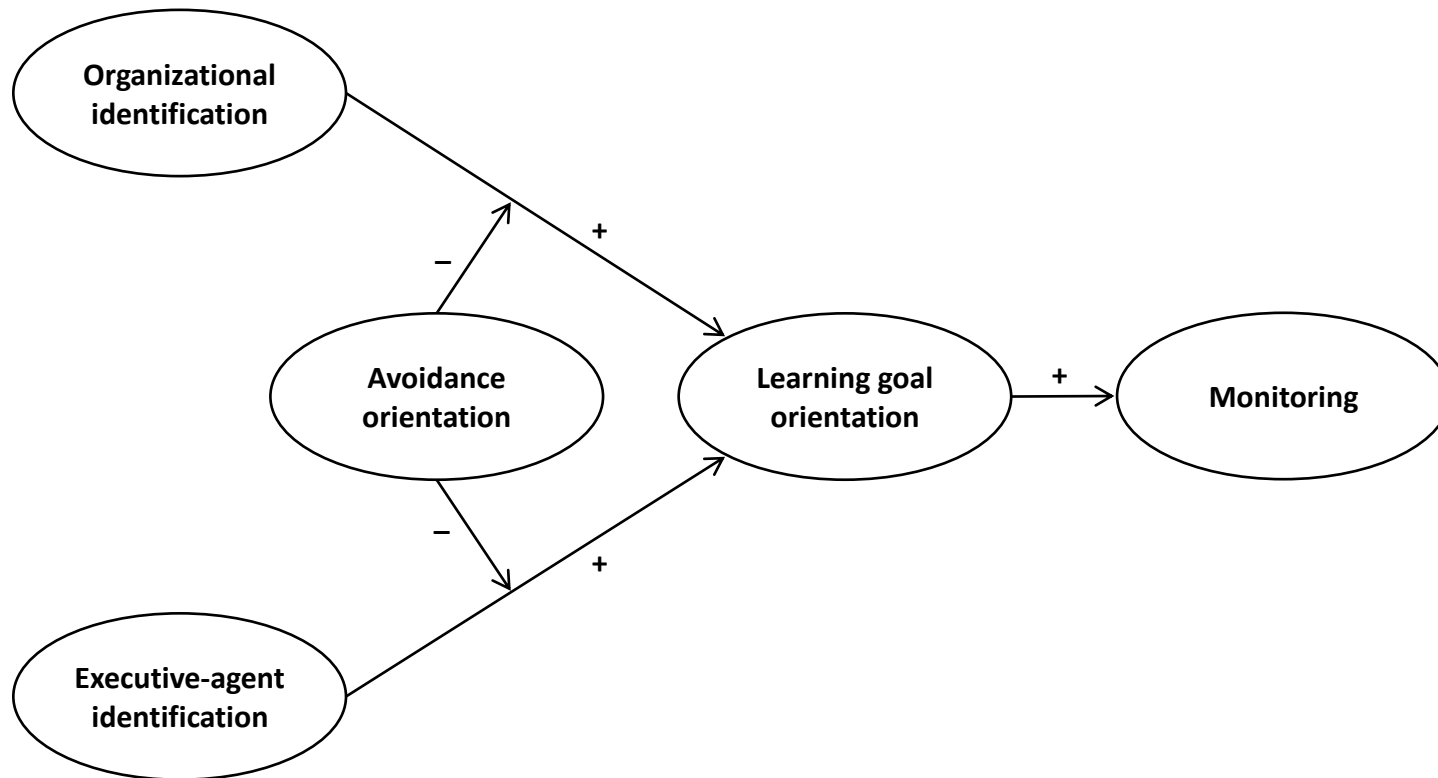 Organizational
identification
+
–
Avoidance
orientation
Learning goal
orientation
+
Monitoring
–
+
Executive-agent
identification